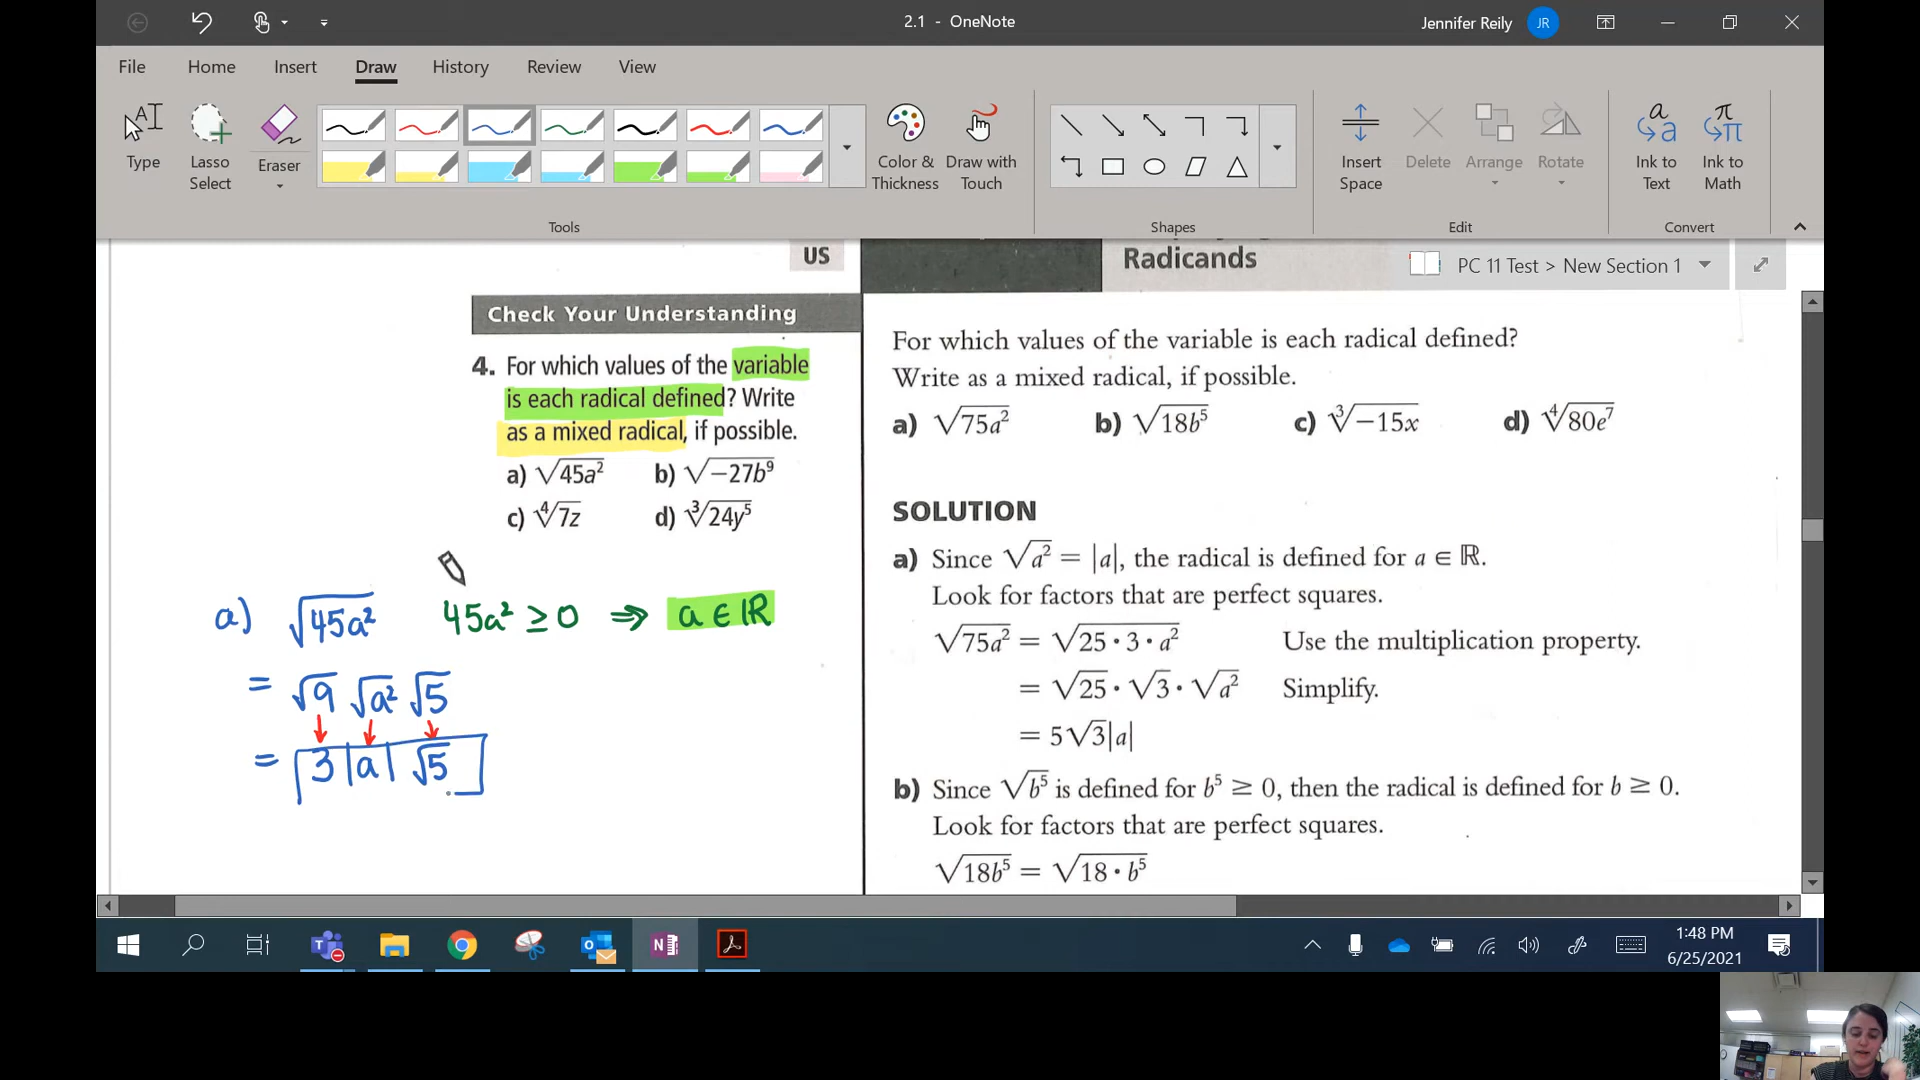 2.1 - OneNote
Jennifer Reily JR
File Home Insert Draw History Review View
Type
Lasso Select
Eraser
Color & Thickness
Draw with Touch
Insert Space
Delete
Arrange
Rotate
Ink to Text
Ink to Math
Tools Shapes Edit Convert
US
Radicands
PC 11 Test > New Section 1
Check Your Understanding
4. For which values of the variable
is each radical defined? Write
as a mixed radical, if possible.
a) √45a² b) √−27b⁹
c) ∜7z d) ∛24y⁵
a) √45a² 45a² ≥ 0 ⇒ a ∈ ℝ
= √9 √a² √5
= 3|a| √5
For which values of the variable is each radical defined?
Write as a mixed radical, if possible.
a) √75a² b) √18b⁵ c) ∛−15x d) ∜80e⁷
SOLUTION
a) Since √a² = |a|, the radical is defined for a ∈ ℝ.
Look for factors that are perfect squares.
√75a² = √25 · 3 · a² Use the multiplication property.
= √25 · √3 · √a² Simplify.
= 5√3|a|
b) Since √b⁵ is defined for b⁵ ≥ 0, then the radical is defined for b ≥ 0.
Look for factors that are perfect squares.
√18b⁵ = √18 · b⁵
1:48 PM
6/25/2021